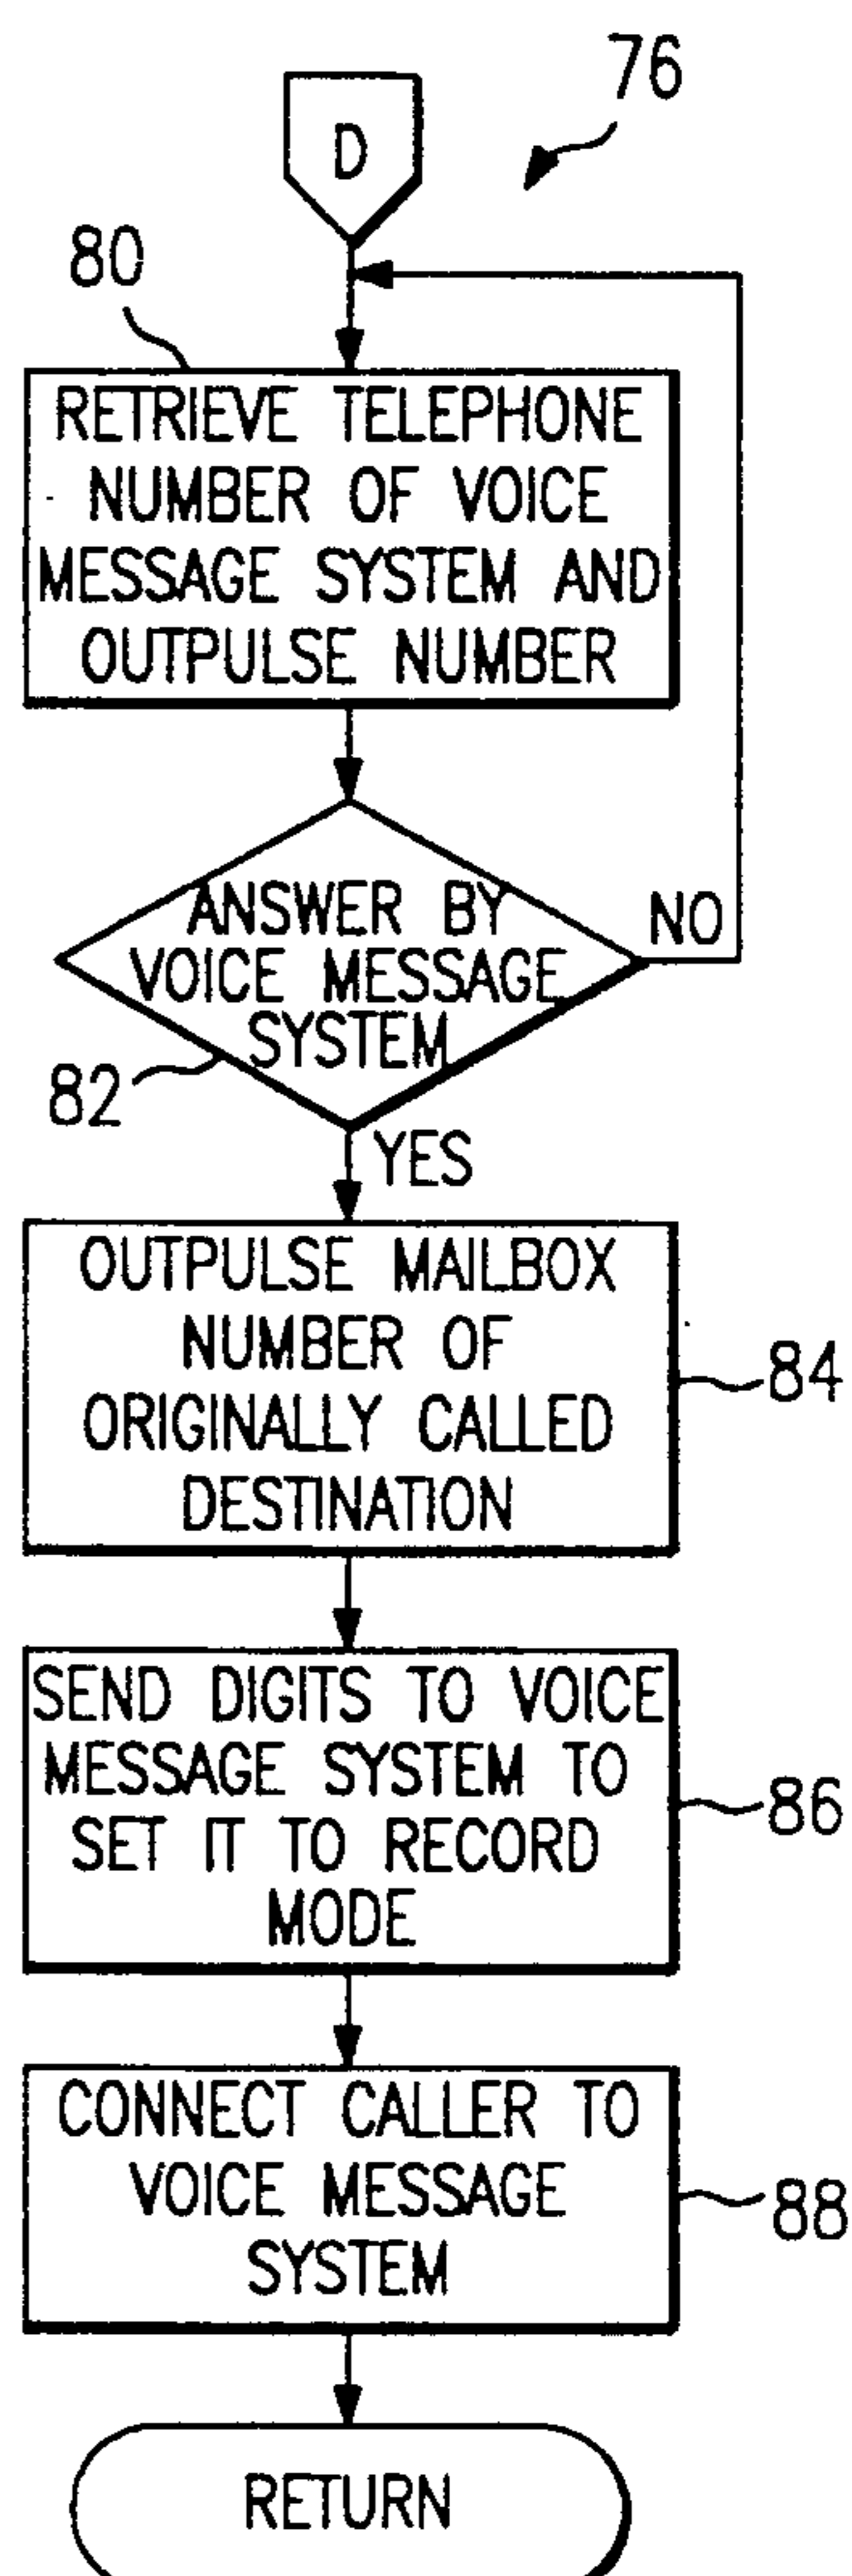 76
D
80
RETRIEVE TELEPHONE
NUMBER OF VOICE
MESSAGE SYSTEM AND
OUTPULSE NUMBER
ANSWER BY
VOICE MESSAGE
SYSTEM
NO
82
YES
OUTPULSE MAILBOX
NUMBER OF
ORIGINALLY CALLED
DESTINATION
84
SEND DIGITS TO VOICE
MESSAGE SYSTEM TO
SET IT TO RECORD
MODE
86
CONNECT CALLER TO
VOICE MESSAGE
SYSTEM
88
RETURN